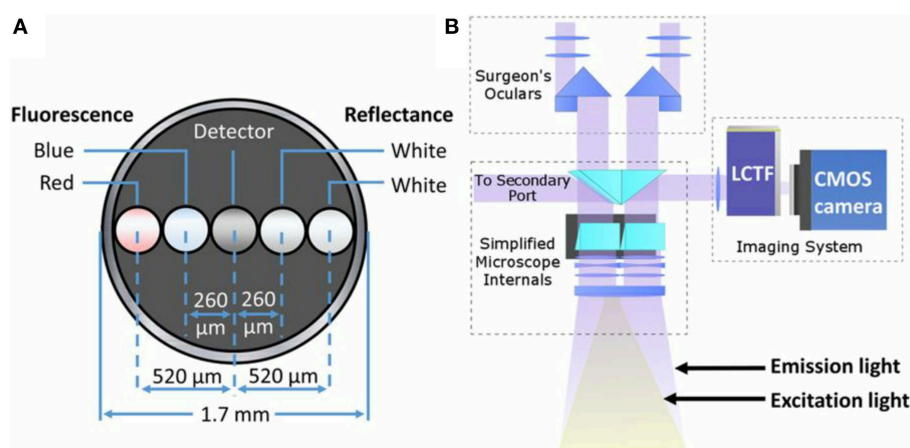 A
Fluorescence
Detector
Reflectance
Blue
White
Red
White
260
μm
260
μm
520 μm
520 μm
1.7 mm
B
Surgeon's
Oculars
To Secondary
Port
Simplified
Microscope
Internals
LCTF
CMOS
camera
Imaging System
Emission light
Excitation light